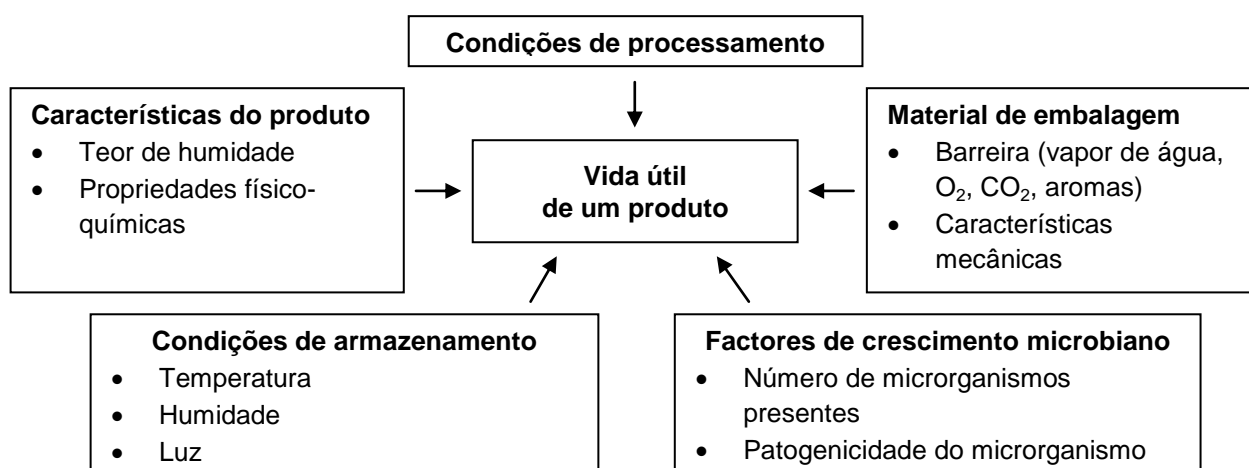 Condições de processamento
Características do produto
• Teor de humidade
• Propriedades físico-
químicas
Vida útil
de um produto
Material de embalagem
• Barreira (vapor de água,
O₂, CO₂, aromas)
• Características
mecânicas
Condições de armazenamento
• Temperatura
• Humidade
• Luz
Factores de crescimento microbiano
• Número de microrganismos
presentes
• Patogenicidade do microrganismo